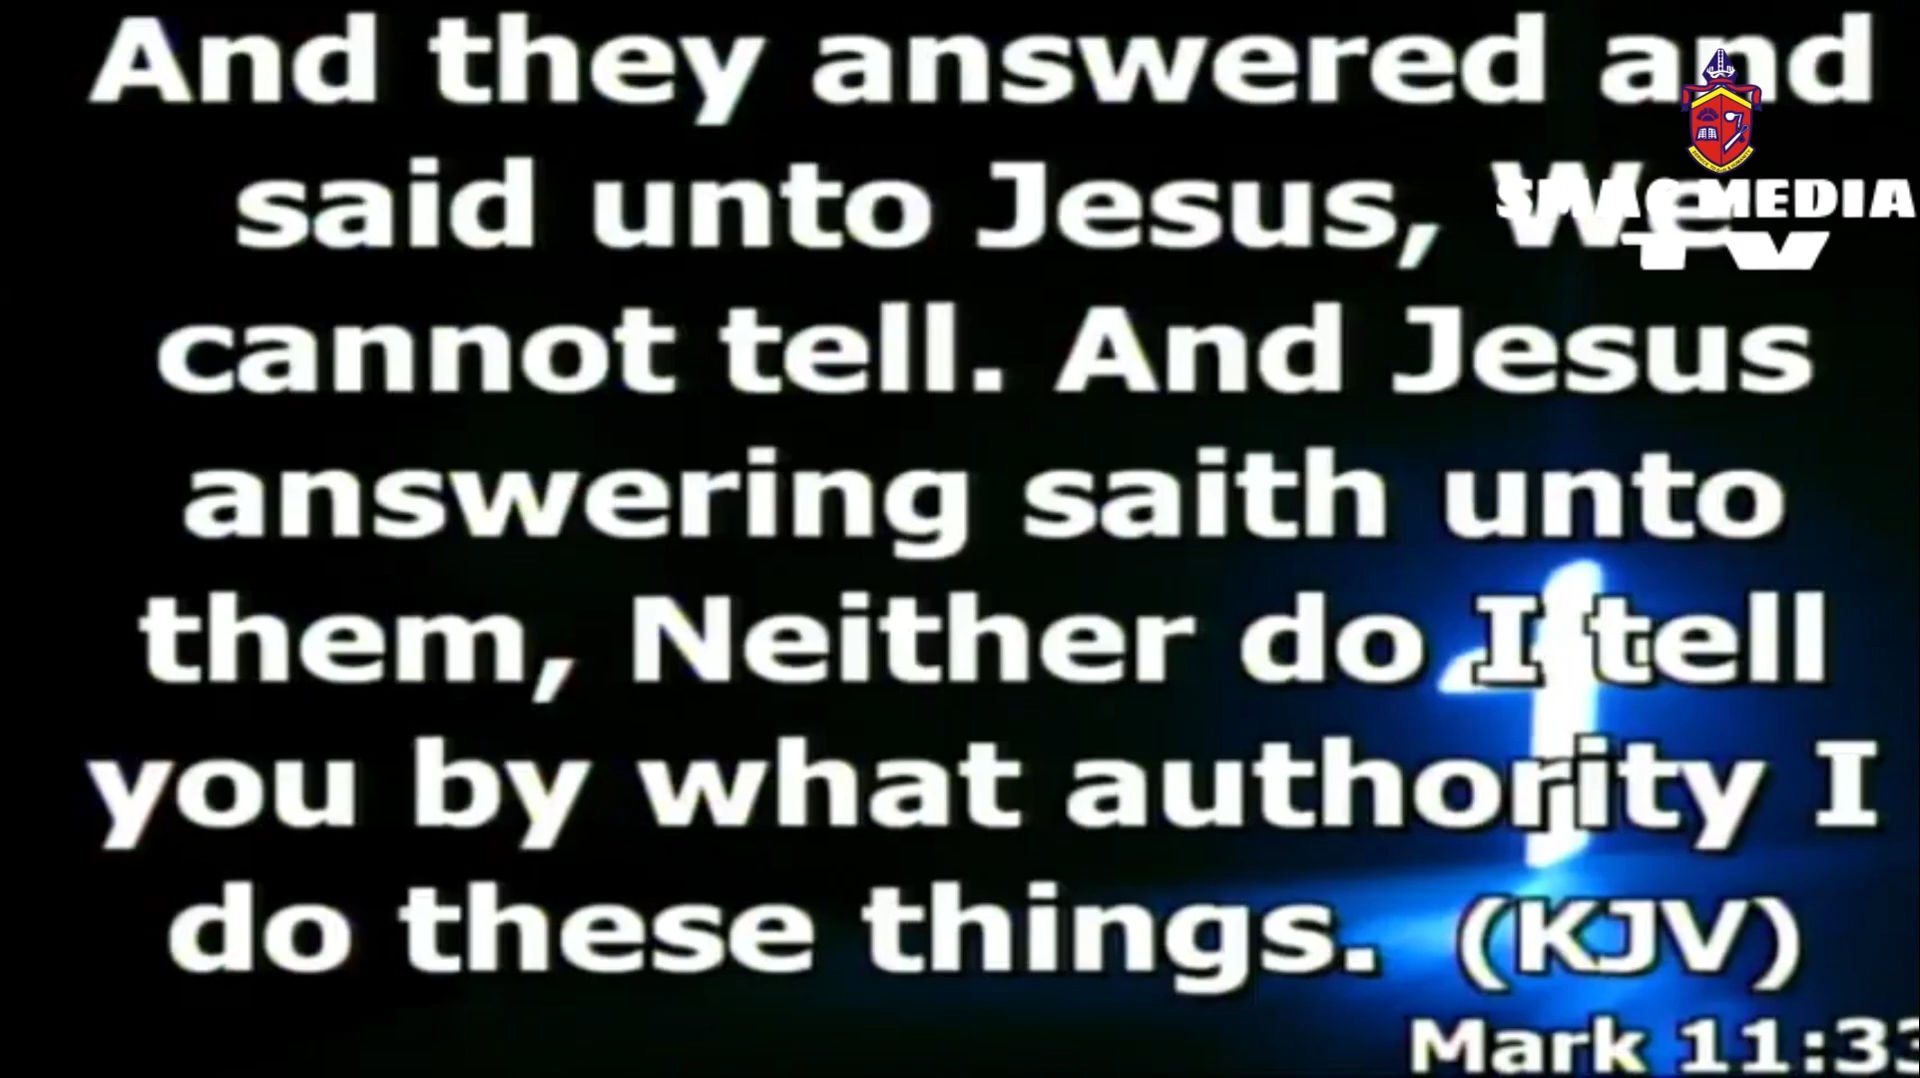 And they answered and
said unto Jesus, We
cannot tell. And Jesus
answering saith unto
them, Neither do I tell
you by what authority I
do these things. (KJV)
Mark 11:33
SMAC MEDIA
TV